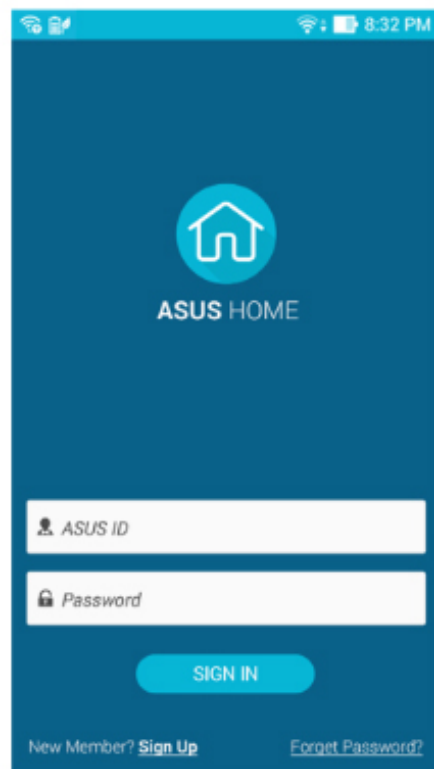 8:32 PM
ASUS HOME
ASUS ID
Password
SIGN IN
New Member? Sign Up Forget Password?